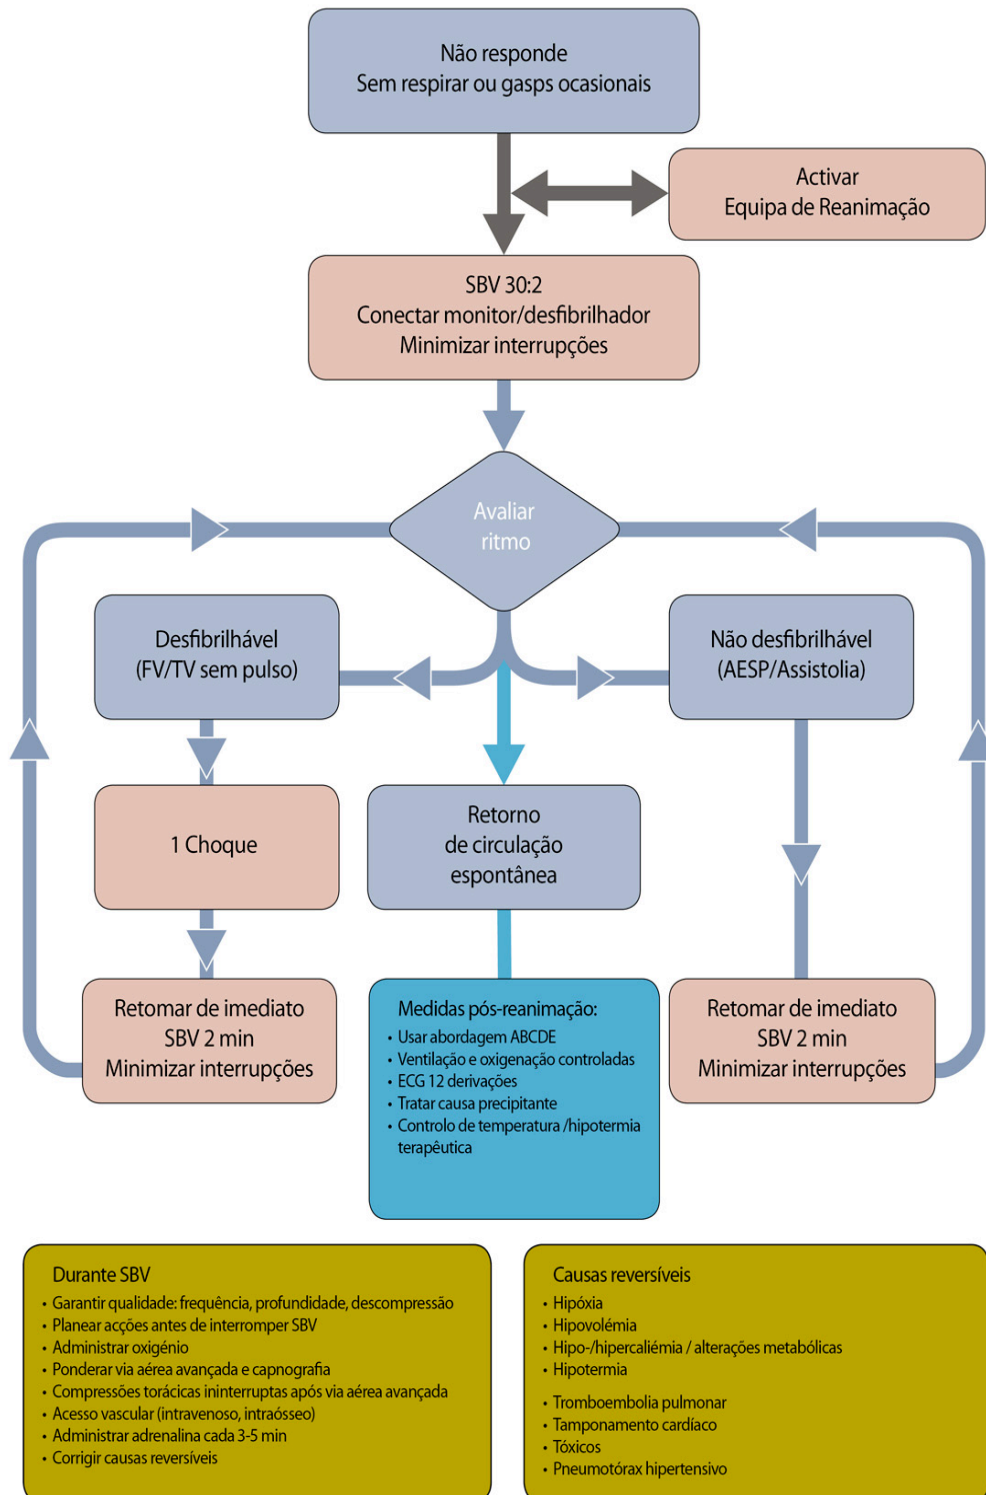 Não responde
Sem respirar ou gasps ocasionais
Activar
Equipa de Reanimação
SBV 30:2
Conectar monitor/desfibrilhador
Minimizar interrupções
Avaliar
ritmo
Desfibrilhável
(FV/TV sem pulso)
Não desfibrilhável
(AESP/Assistolia)
1 Choque
Retorno
de circulação
espontânea
Retomar de imediato
SBV 2 min
Minimizar interrupções
Medidas pós-reanimação:
• Usar abordagem ABCDE
• Ventilação e oxigenação controladas
• ECG 12 derivações
• Tratar causa precipitante
• Controlo de temperatura /hipotermia
terapêutica
Retomar de imediato
SBV 2 min
Minimizar interrupções
Durante SBV
• Garantir qualidade: frequência, profundidade, descompressão
• Planear acções antes de interromper SBV
• Administrar oxigénio
• Ponderar via aérea avançada e capnografia
• Compressões torácicas ininterruptas após via aérea avançada
• Acesso vascular (intravenoso, intraósseo)
• Administrar adrenalina cada 3-5 min
• Corrigir causas reversíveis
Causas reversíveis
• Hipóxia
• Hipovolémia
• Hipo-/hipercaliémia / alterações metabólicas
• Hipotermia
• Tromboembolia pulmonar
• Tamponamento cardíaco
• Tóxicos
• Pneumotórax hipertensivo